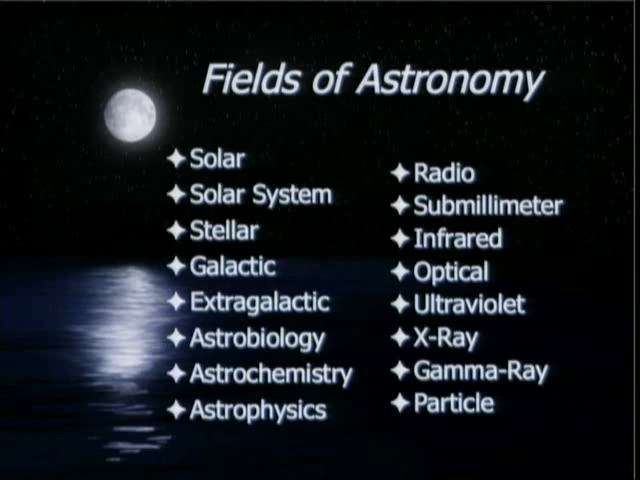 Fields of Astronomy
Solar
Solar System
Stellar
Galactic
Extragalactic
Astrobiology
Astrochemistry
Astrophysics
Radio
Submillimeter
Infrared
Optical
Ultraviolet
X-Ray
Gamma-Ray
Particle